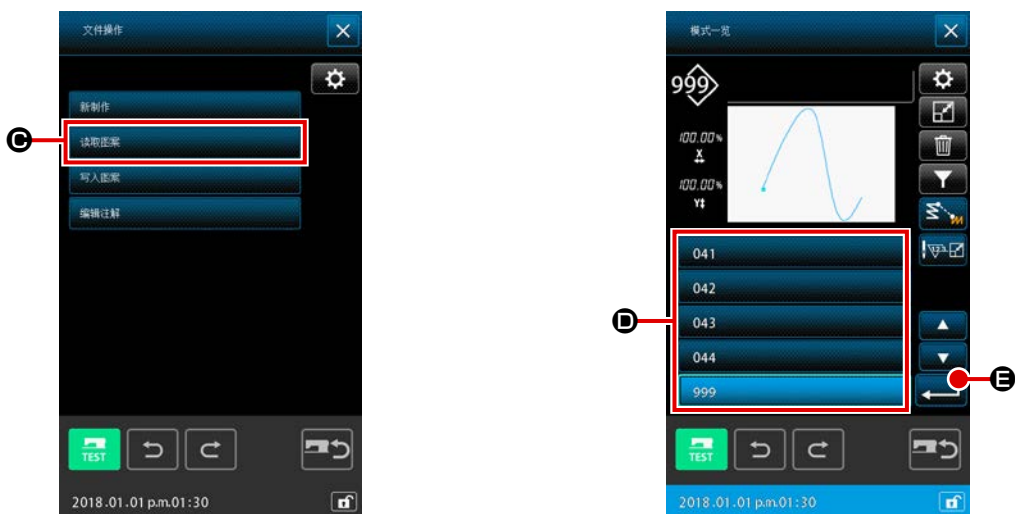 文件操作
新制作
C
读取图案
写入图案
编辑注解
TEST
2018.01.01 p.m.01:30
模式一览
999
100.00%
X
100.00%
Y
041
042
D
043
044
999
E
TEST
2018.01.01 p.m.01:30